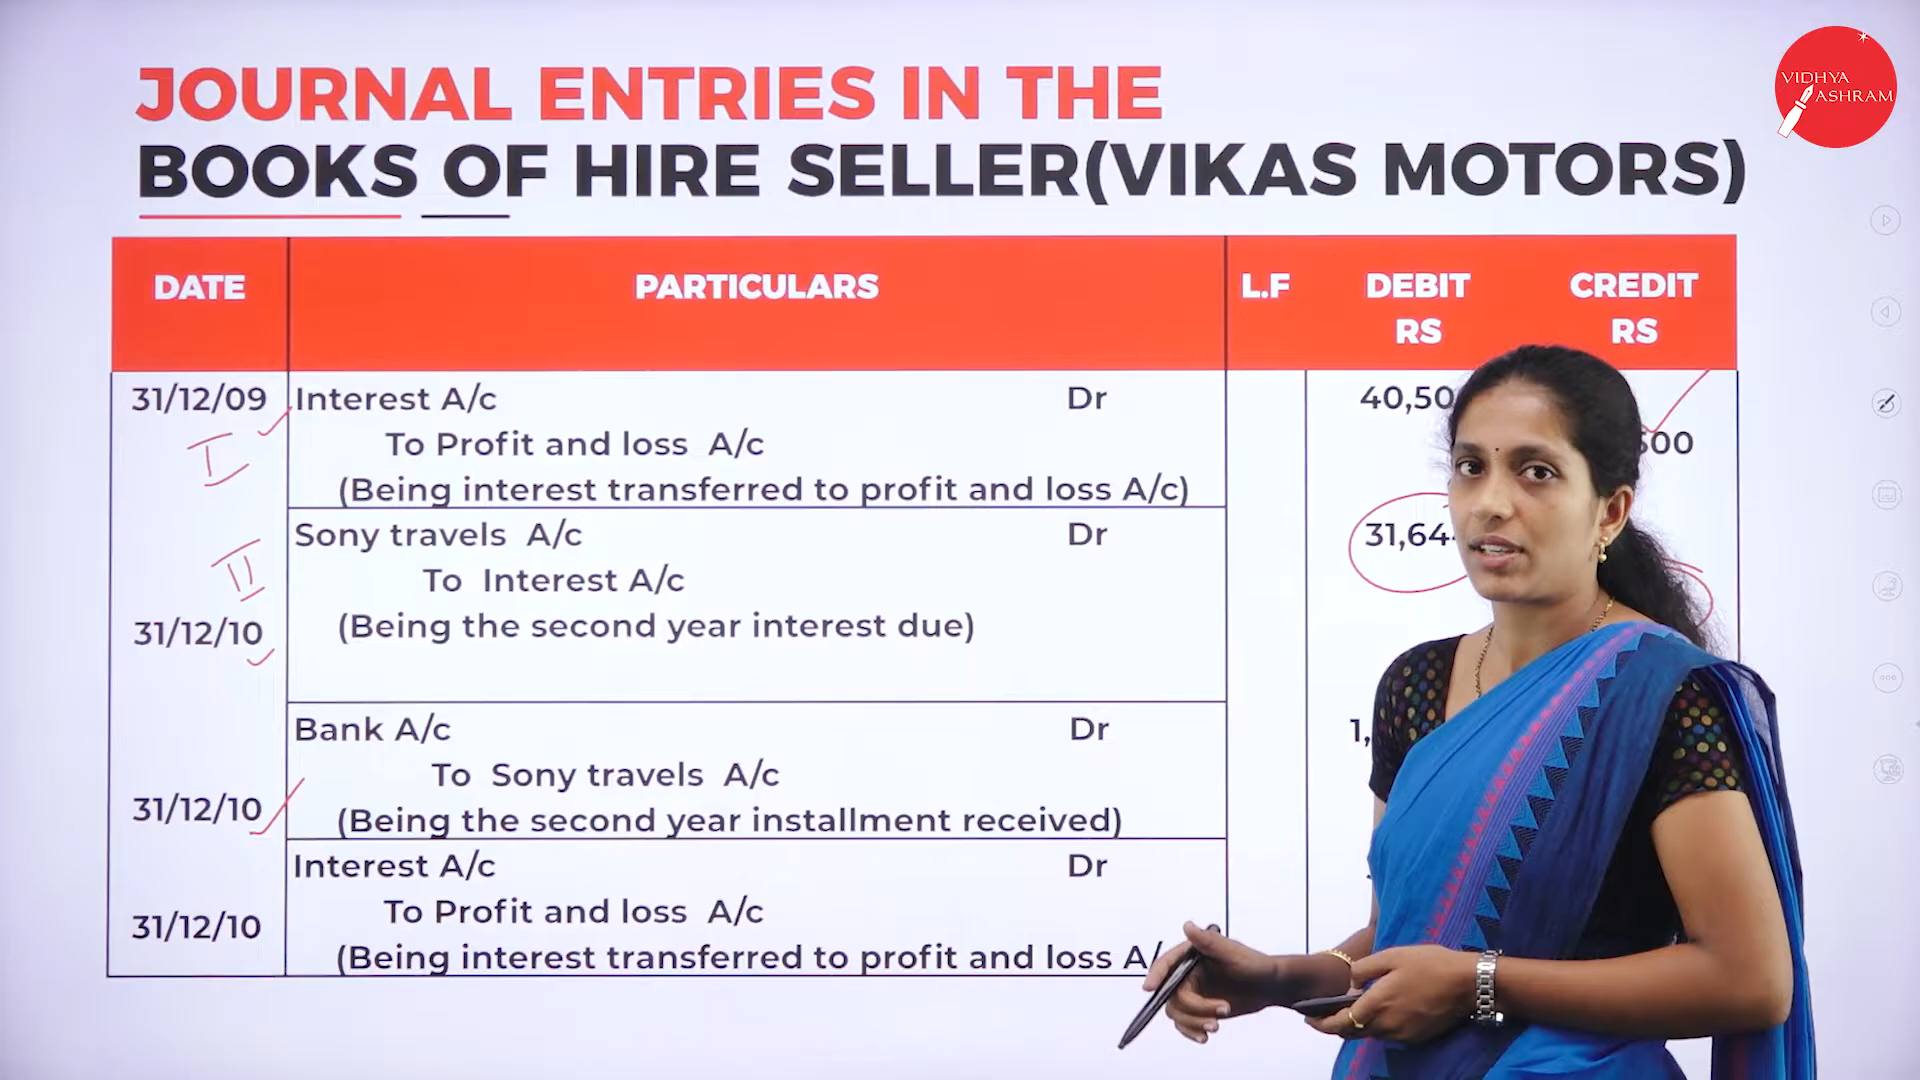 VIDHYA
ASHRAM
JOURNAL ENTRIES IN THE
BOOKS OF HIRE SELLER(VIKAS MOTORS)
DATE PARTICULARS L.F DEBIT RS CREDIT RS
31/12/09 Interest A/c Dr
To Profit and loss A/c
(Being interest transferred to profit and loss A/c)
I
Sony travels A/c Dr
To Interest A/c
II
31/12/10 (Being the second year interest due)
Bank A/c Dr
To Sony travels A/c
31/12/10 (Being the second year installment received)
Interest A/c Dr
To Profit and loss A/c
31/12/10 (Being interest transferred to profit and loss